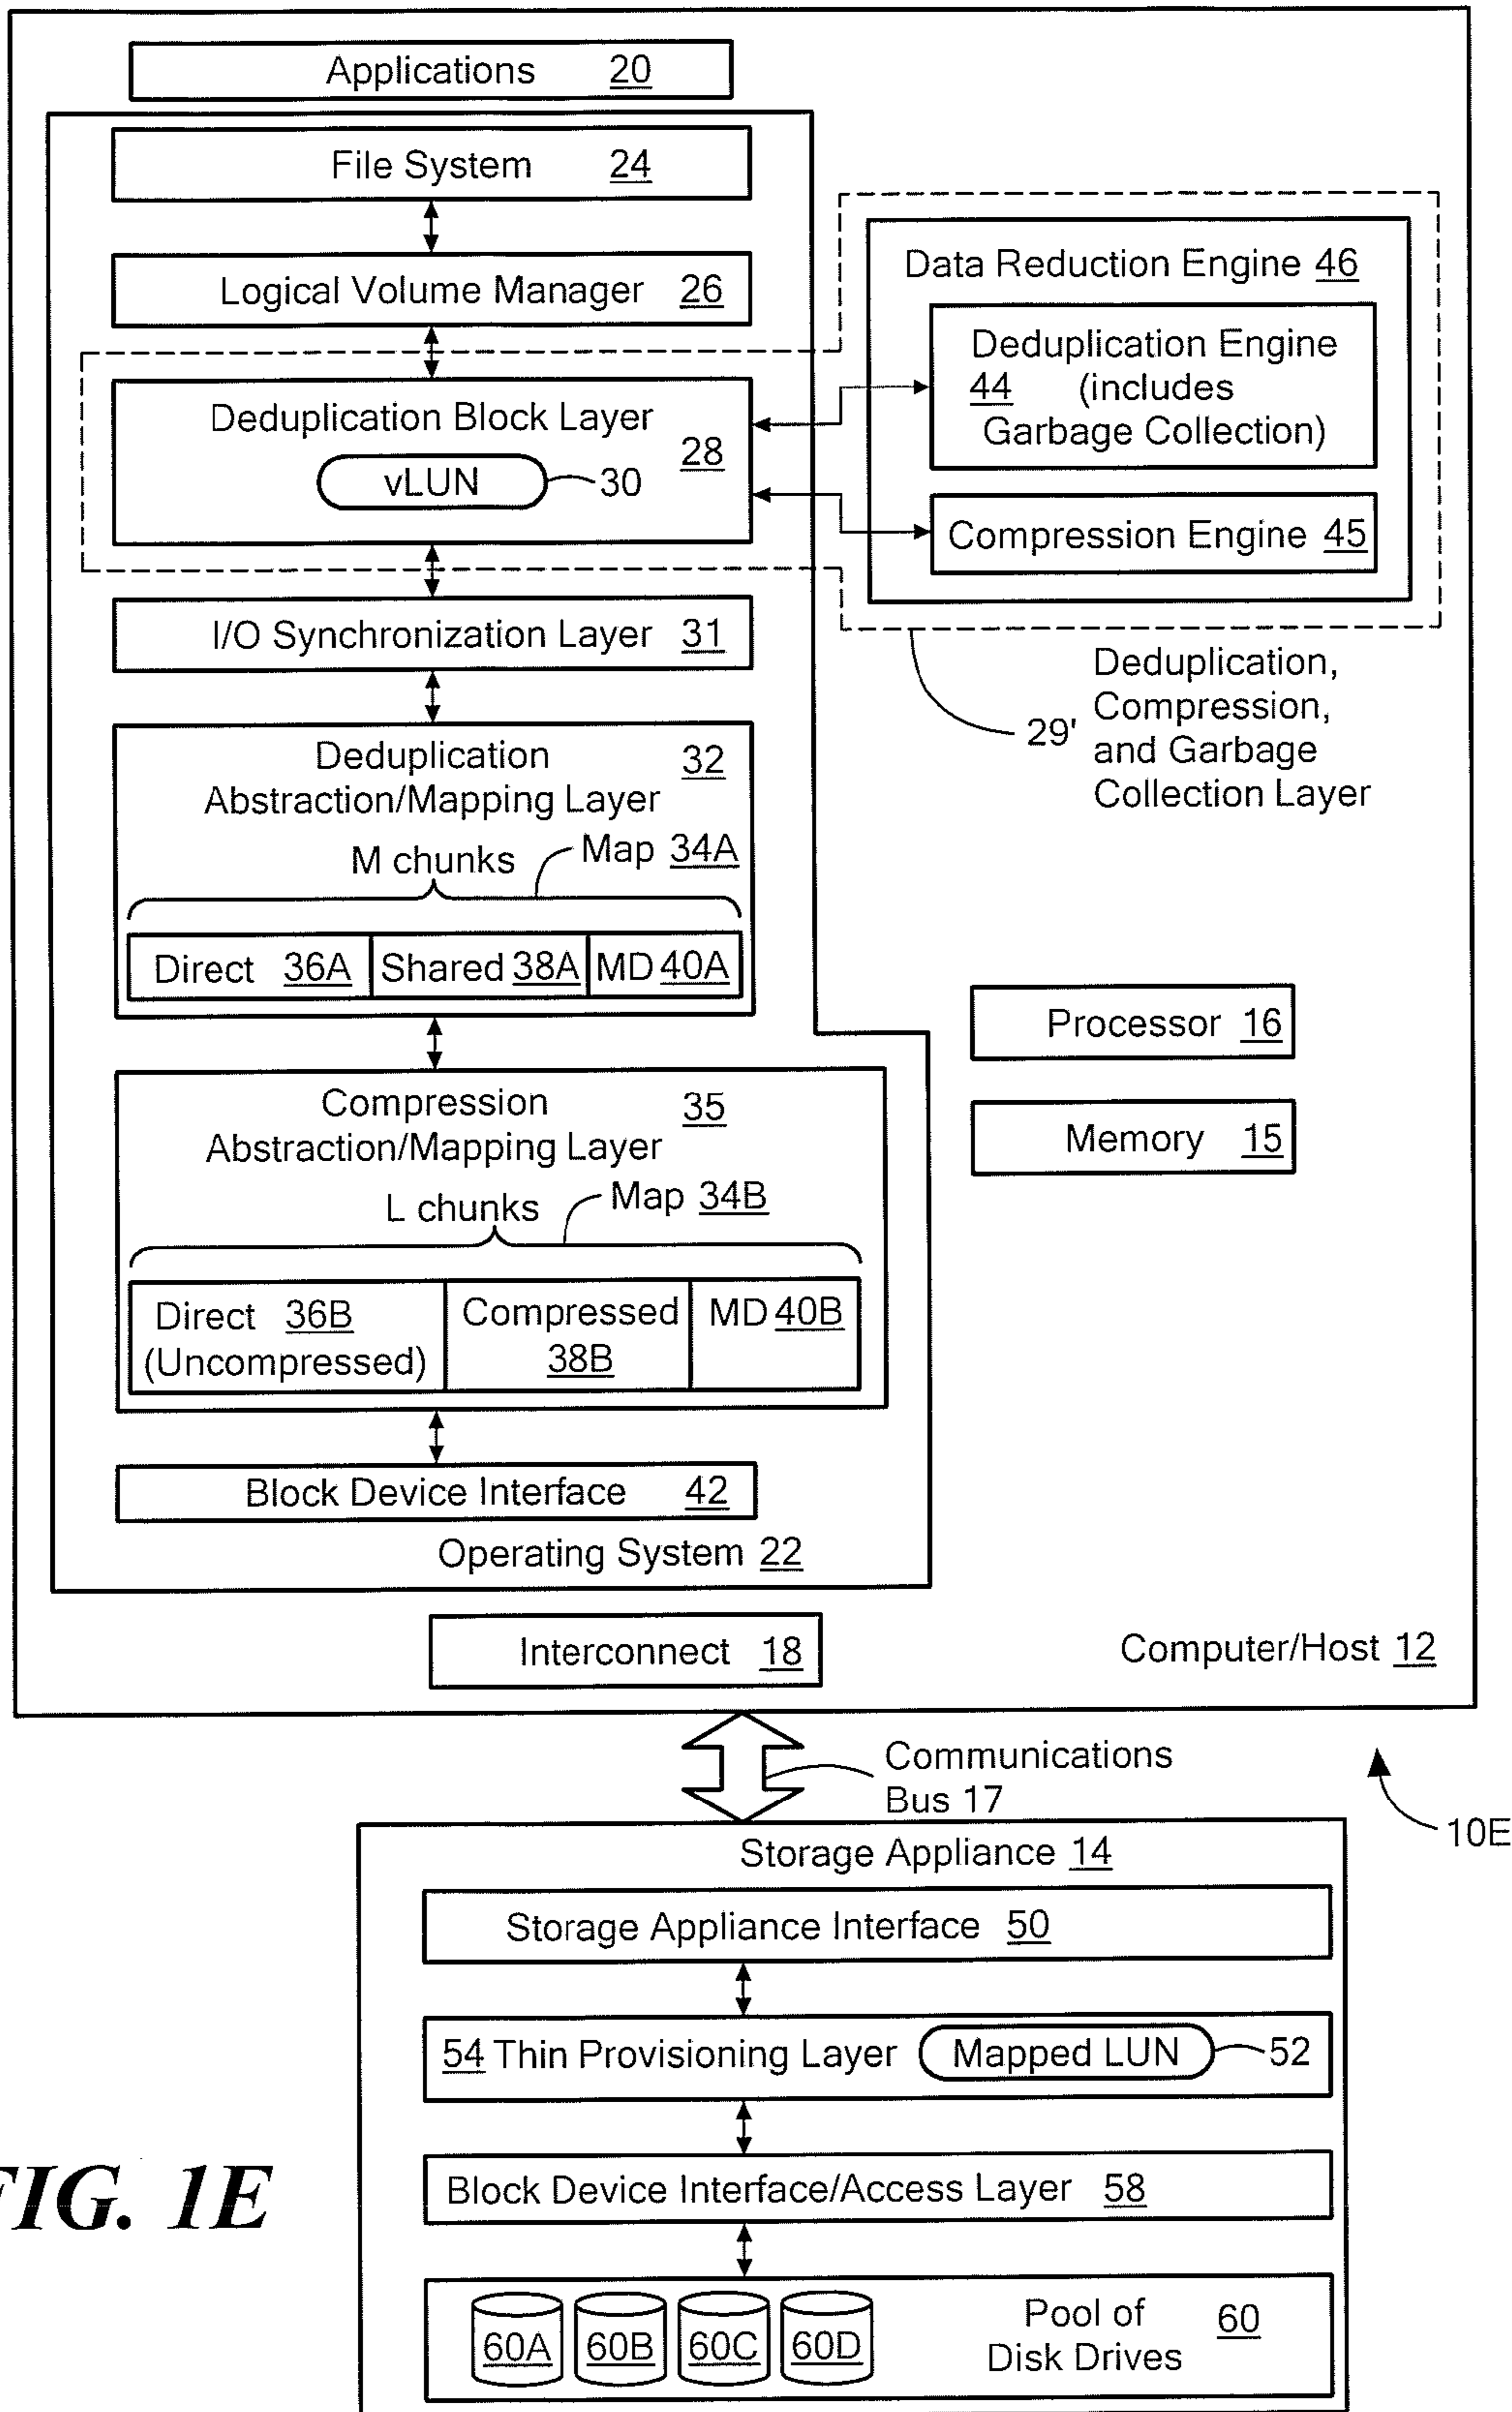 Applications 20
File System 24
Logical Volume Manager 26
Deduplication Block Layer
28
vLUN
30
Data Reduction Engine 46
Deduplication Engine
44 (includes
Garbage Collection)
Compression Engine 45
I/O Synchronization Layer 31
29'
Deduplication,
Compression,
and Garbage
Collection Layer
Deduplication 32
Abstraction/Mapping Layer
M chunks
Map 34A
Direct 36A
Shared 38A
MD 40A
Processor 16
Memory 15
Compression 35
Abstraction/Mapping Layer
L chunks
Map 34B
Direct 36B
(Uncompressed)
Compressed
38B
MD 40B
Block Device Interface 42
Operating System 22
Interconnect 18
Computer/Host 12
Communications
Bus 17
10E
Storage Appliance 14
Storage Appliance Interface 50
54 Thin Provisioning Layer
Mapped LUN
52
Block Device Interface/Access Layer 58
60A
60B
60C
60D
Pool of
Disk Drives
60
FIG. 1E